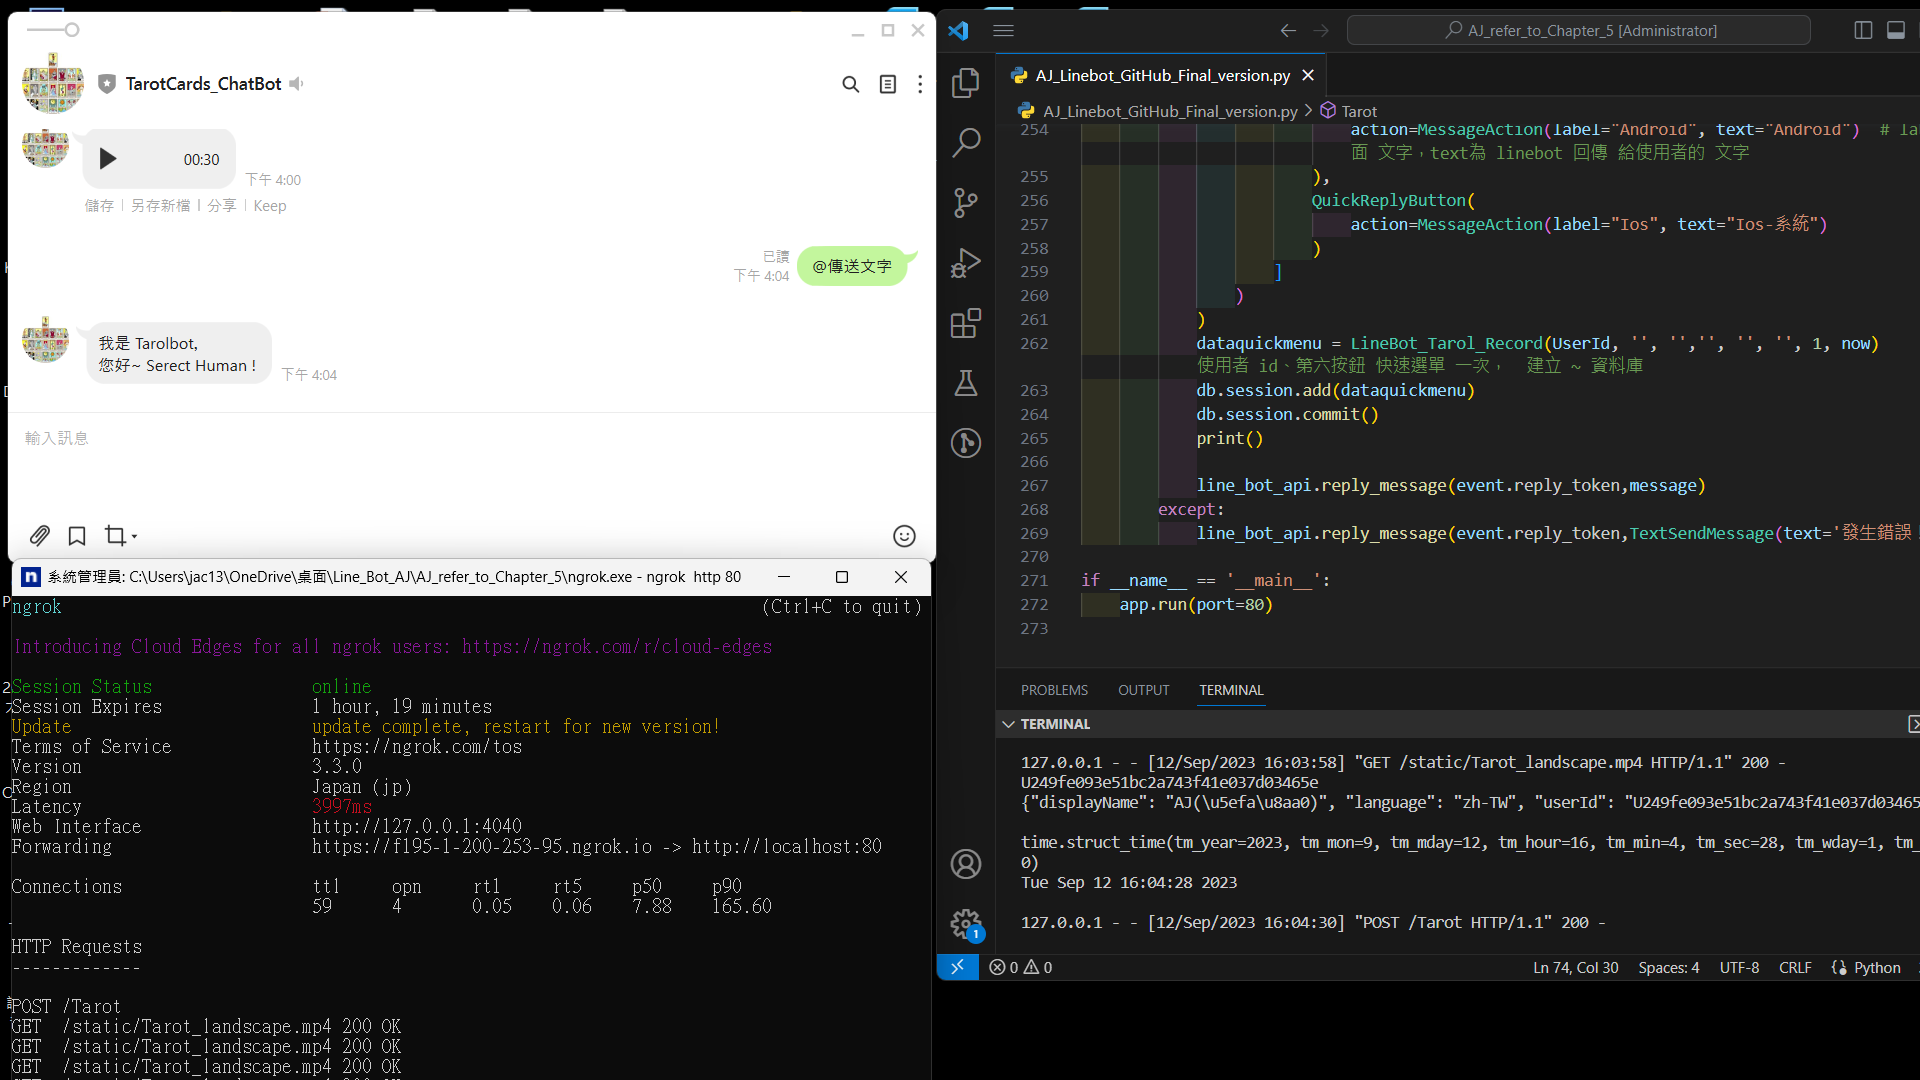 TarotCards_ChatBot
00:30
下午 4:00
儲存 | 另存新檔 | 分享 | Keep
已讀
下午 4:04
@傳送文字
我是 Tarolbot,
您好~ Serect Human !
下午 4:04
輸入訊息
系統管理員: C:\Users\jac13\OneDrive\桌面\Line_Bot_AJ\AJ_refer_to_Chapter_5\ngrok.exe - ngrok  http 80
ngrok (Ctrl+C to quit)
Introducing Cloud Edges for all ngrok users: https://ngrok.com/r/cloud-edges
Session Status online
Session Expires 1 hour, 19 minutes
Update update complete, restart for new version!
Terms of Service https://ngrok.com/tos
Version 3.3.0
Region Japan (jp)
Latency 3997ms
Web Interface http://127.0.0.1:4040
Forwarding https://f195-1-200-253-95.ngrok.io -> http://localhost:80
Connections ttl opn rt1 rt5 p50 p90
59 4 0.05 0.06 7.88 165.60
HTTP Requests
-------------
POST /Tarot
GET /static/Tarot_landscape.mp4 200 OK
GET /static/Tarot_landscape.mp4 200 OK
GET /static/Tarot_landscape.mp4 200 OK
AJ_refer_to_Chapter_5 [Administrator]
AJ_Linebot_GitHub_Final_version.py
AJ_Linebot_GitHub_Final_version.py > Tarot
254 action=MessageAction(label="Android", text="Android") # la
面 文字，text為 linebot 回傳 給使用者的 文字
255 ),
256 QuickReplyButton(
257 action=MessageAction(label="Ios", text="Ios-系統")
258 )
259 ]
260 )
261 )
262 dataquickmenu = LineBot_Tarol_Record(UserId, '', '','', '', '', 1, now)
使用者 id、第六按鈕 快速選單 一次， 建立 ~ 資料庫
263 db.session.add(dataquickmenu)
264 db.session.commit()
265 print()
266
267 line_bot_api.reply_message(event.reply_token,message)
268 except:
269 line_bot_api.reply_message(event.reply_token,TextSendMessage(text='發生錯誤！
270
271 if __name__ == '__main__':
272 app.run(port=80)
273
PROBLEMS OUTPUT TERMINAL
TERMINAL
127.0.0.1 - - [12/Sep/2023 16:03:58] "GET /static/Tarot_landscape.mp4 HTTP/1.1" 200 -
U249fe093e51bc2a743f41e037d03465e
{"displayName": "AJ(\u5efa\u8aa0)", "language": "zh-TW", "userId": "U249fe093e51bc2a743f41e037d03465
time.struct_time(tm_year=2023, tm_mon=9, tm_mday=12, tm_hour=16, tm_min=4, tm_sec=28, tm_wday=1, tm_
0)
Tue Sep 12 16:04:28 2023
127.0.0.1 - - [12/Sep/2023 16:04:30] "POST /Tarot HTTP/1.1" 200 -
1
0 0 Ln 74, Col 30 Spaces: 4 UTF-8 CRLF Python